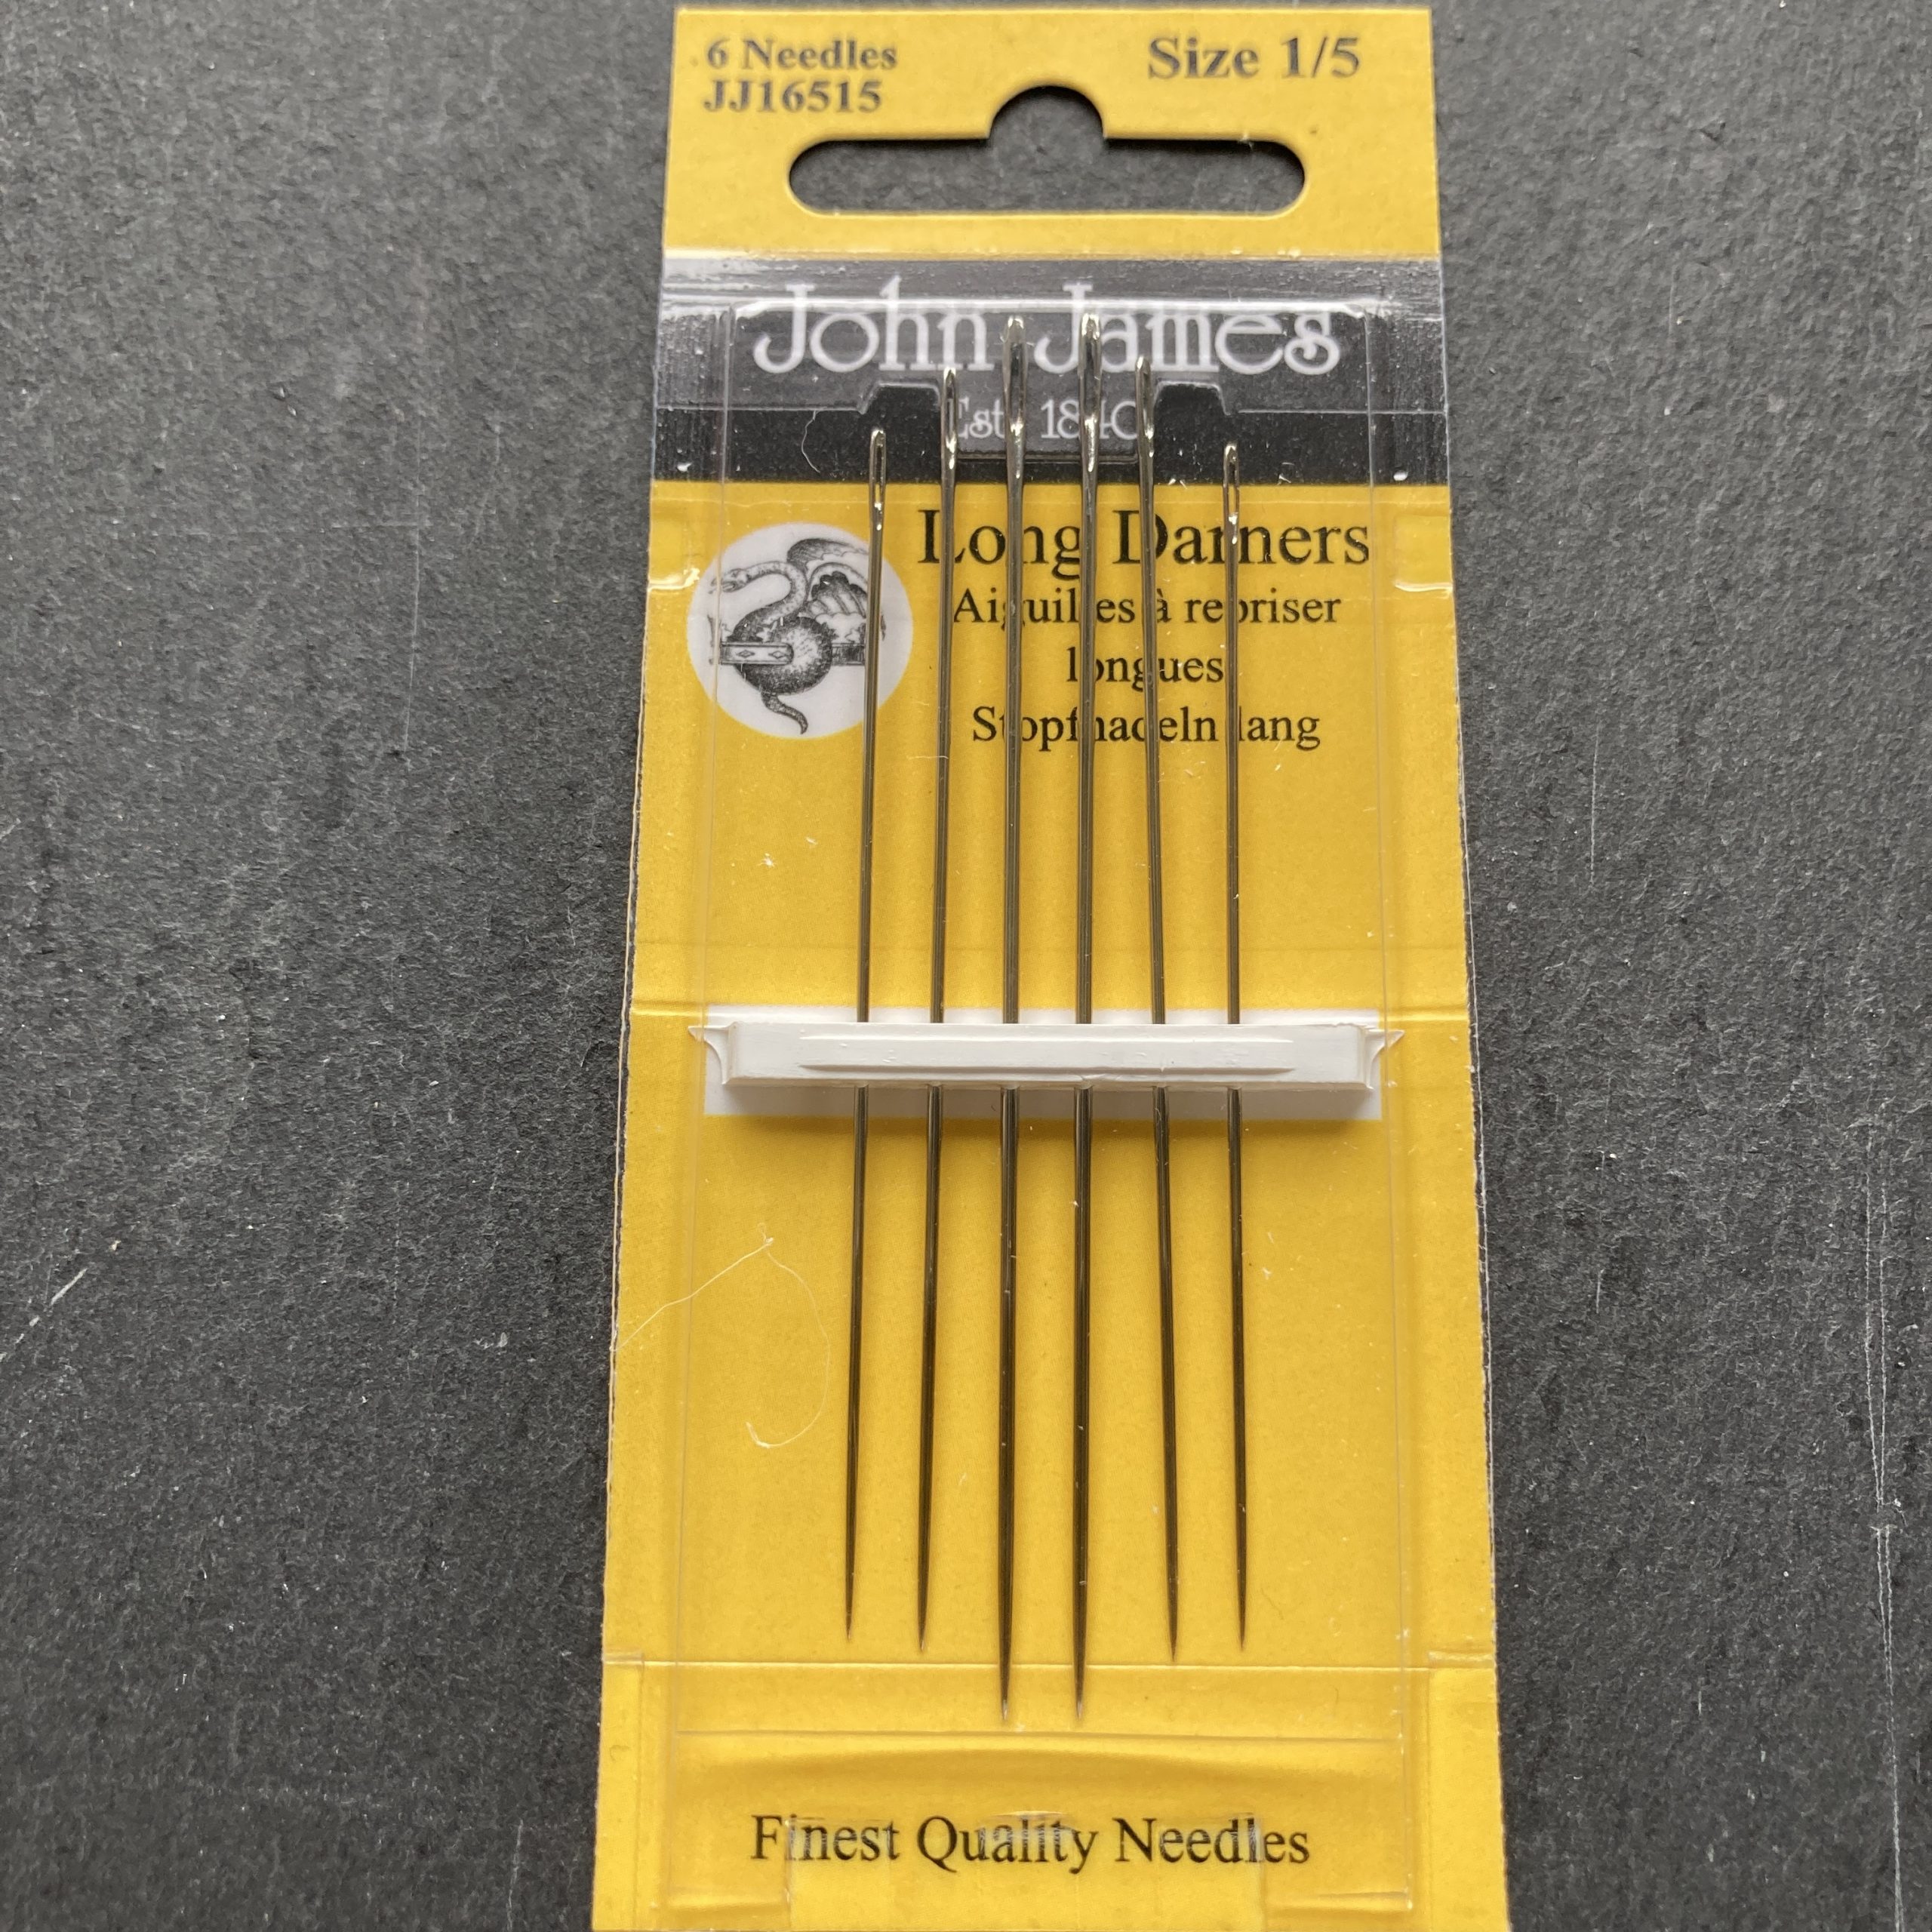 6 Needles
JJ16515
Size 1/5
John James
Est. 1840
Long Darners
Aiguilles à repriser
longues
Stopfnadeln lang
Finest Quality Needles